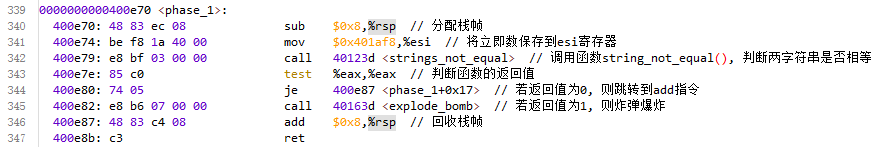 339 0000000000400e70 <phase_1>:
340 400e70: 48 83 ec 08 sub $0x8,%rsp // 分配栈帧
341 400e74: be f8 1a 40 00 mov $0x401af8,%esi // 将立即数保存到esi寄存器
342 400e79: e8 bf 03 00 00 call 40123d <strings_not_equal> // 调用函数string_not_equal(), 判断两字符串是否相等
343 400e7e: 85 c0 test %eax,%eax // 判断函数的返回值
344 400e80: 74 05 je 400e87 <phase_1+0x17> // 若返回值为0, 则跳转到add指令
345 400e82: e8 b6 07 00 00 call 40163d <explode_bomb> // 若返回值为1, 则炸弹爆炸
346 400e87: 48 83 c4 08 add $0x8,%rsp // 回收栈帧
347 400e8b: c3 ret